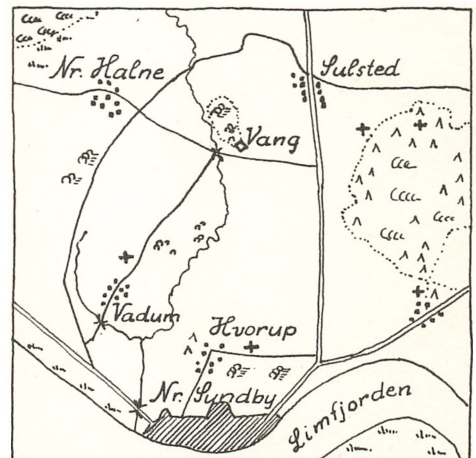 Nr. Halne
Sulsted
Vang
Vadum
Hvorup
Nr. Sundby
Limfjorden